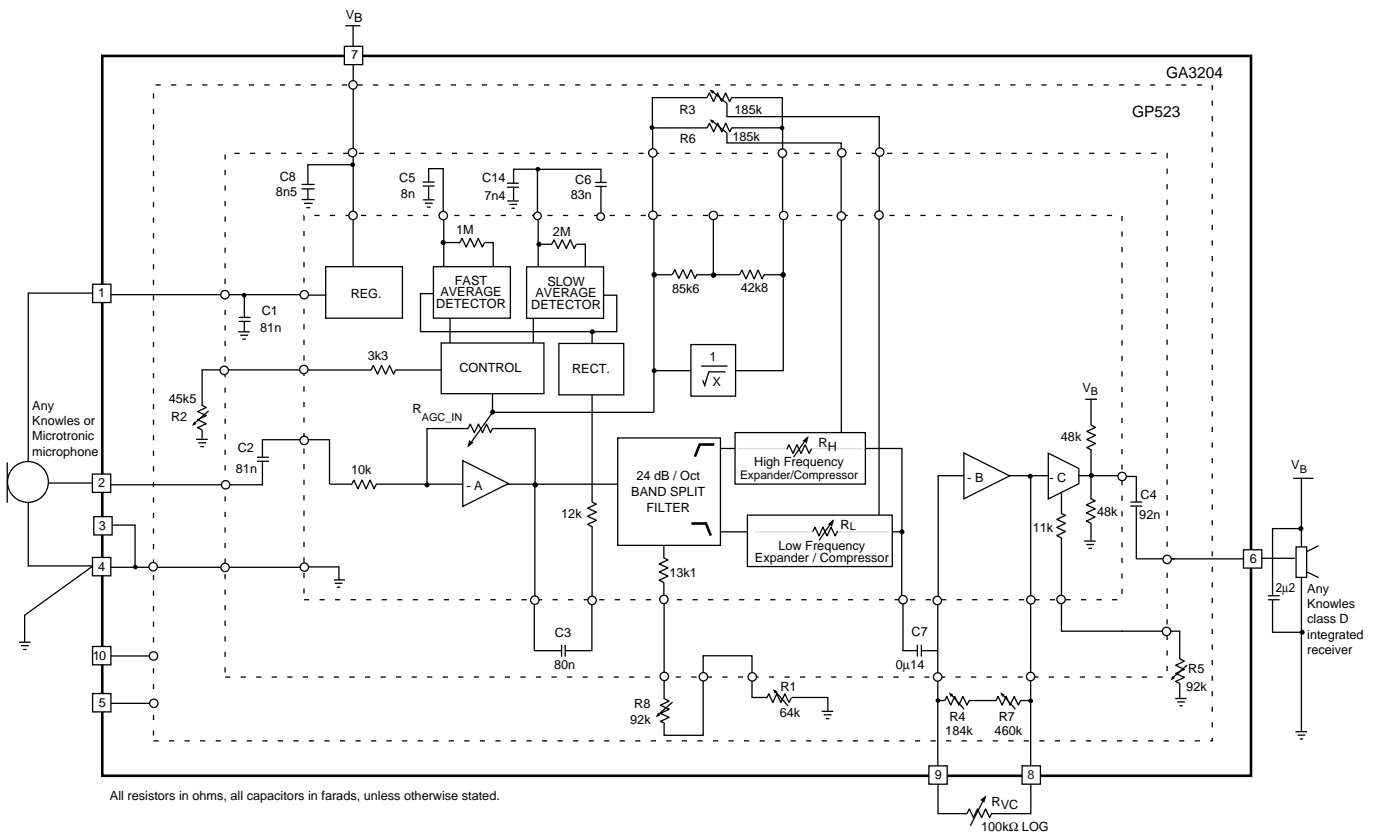 VB
7
GA3204
GP523
R3
185k
R6
185k
C8
8n5
C5
8n
C14
7n4
C6
83n
1M
2M
REG.
FAST
AVERAGE
DETECTOR
SLOW
AVERAGE
DETECTOR
85k6
42k8
1
C1
81n
3k3
CONTROL
RECT.
1
√X
45k5
R2
RAGC_IN
VB
48k
Any
Knowles or
Microtronic
microphone
C2
81n
10k
- A
12k
24 dB / Oct
BAND SPLIT
FILTER
RH
High Frequency
Expander/Compressor
RL
Low Frequency
Expander / Compressor
- B
- C
11k
48k
C4
92n
VB
2
3
4
6
2µ2
Any
Knowles
class D
integrated
receiver
13k1
C3
80n
C7
0µ14
10
5
R8
92k
R1
64k
R4
184k
R7
460k
R5
92k
9
8
RVC
100kΩ LOG
All resistors in ohms, all capacitors in farads, unless otherwise stated.